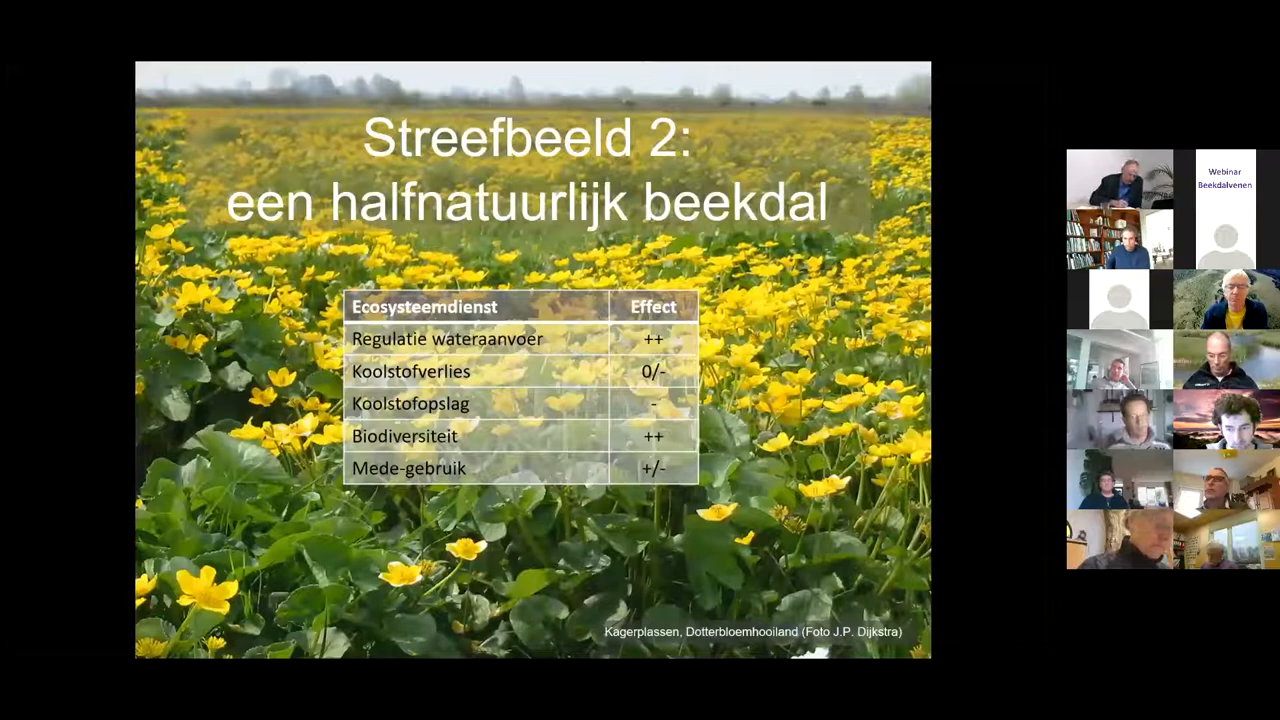 Streefbeeld 2:
een halfnatuurlijk beekdal
Ecosysteemdienst Effect
Regulatie wateraanvoer ++
Koolstofverlies 0/-
Koolstofopslag -
Biodiversiteit ++
Mede-gebruik +/-
Kagerplassen, Dotterbloemhooiland (Foto J.P. Dijkstra)
Webinar
Beekdalvenen